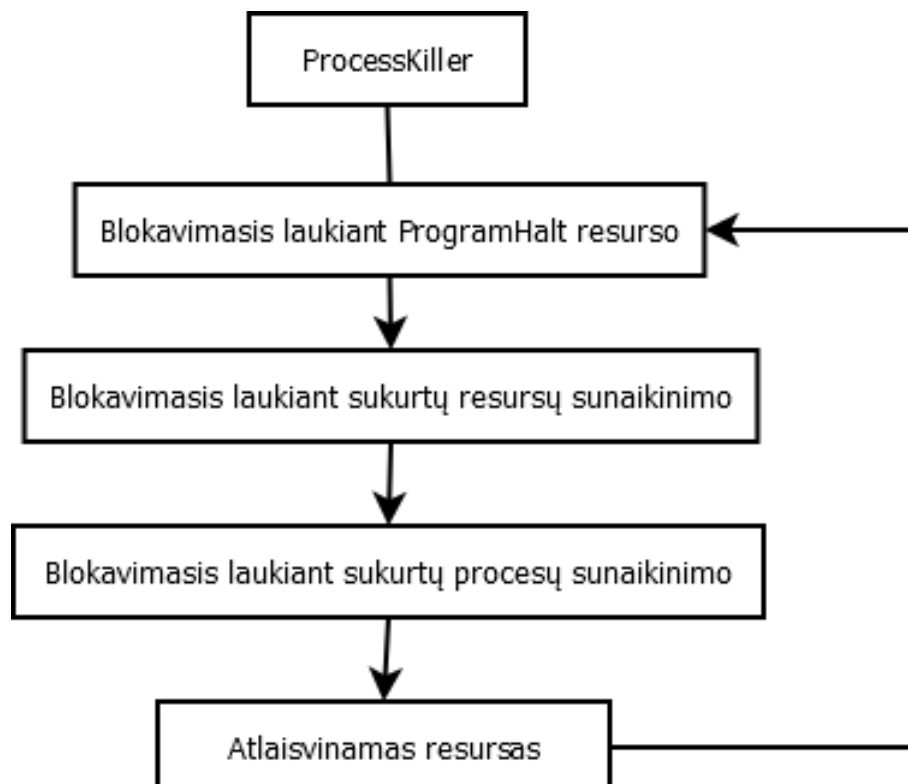 ProcessKiller
Blokavimasis laukiant ProgramHalt resurso
Blokavimasis laukiant sukurtų resursų sunaikinimo
Blokavimasis laukiant sukurtų procesų sunaikinimo
Atlaisvinamas resursas